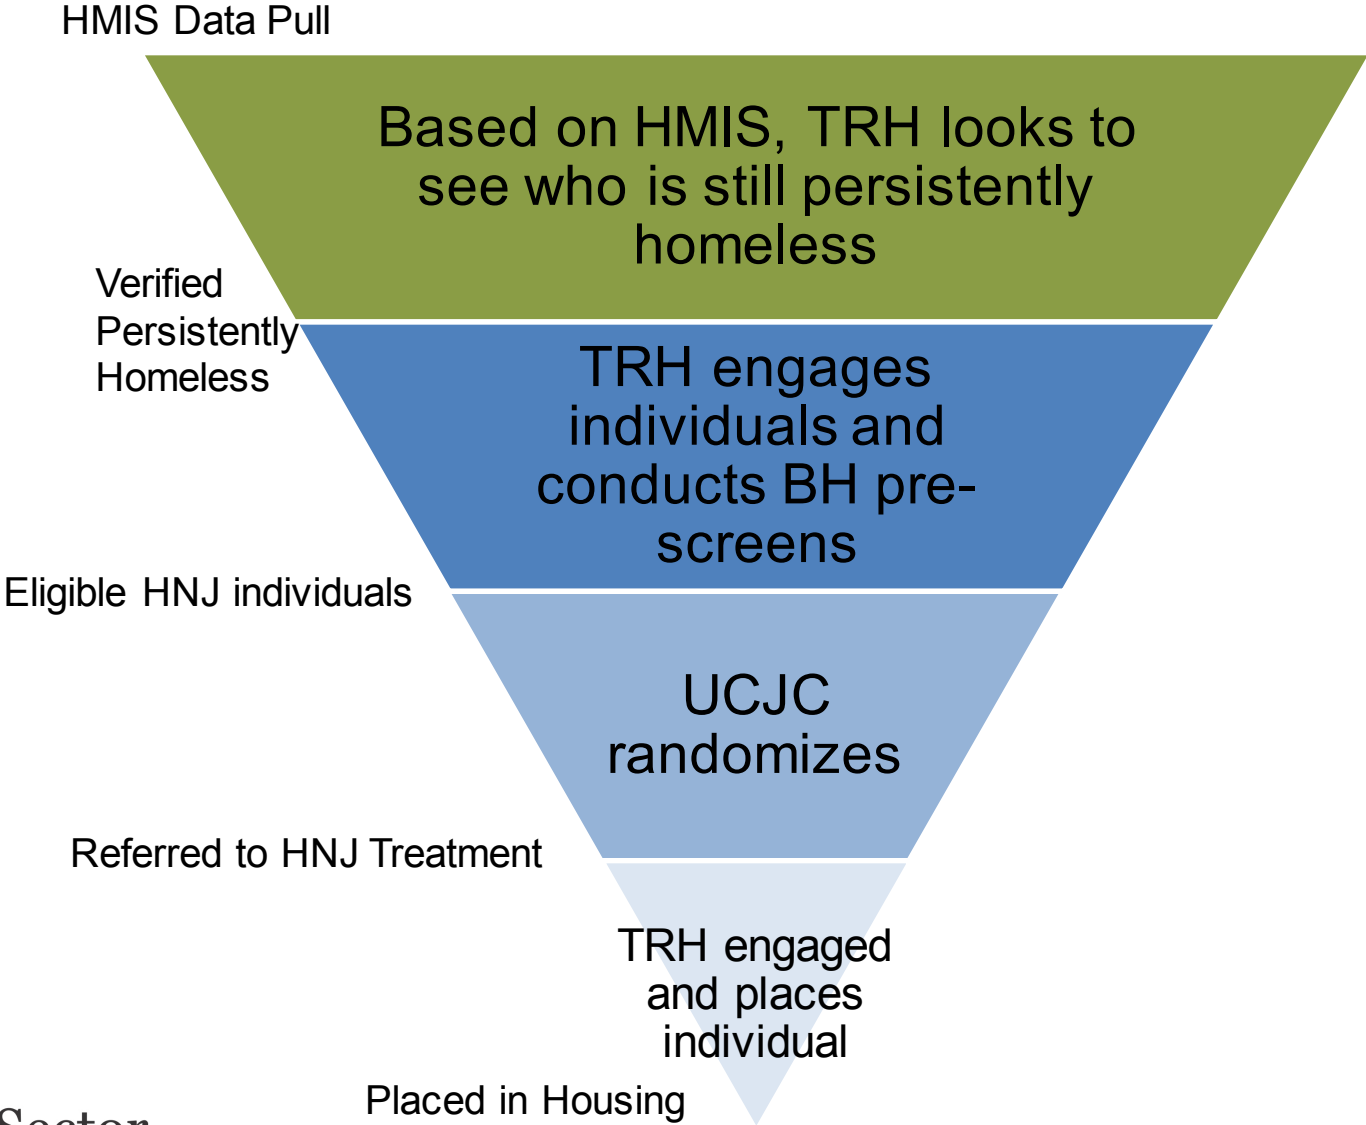 HMIS Data Pull
Based on HMIS, TRH looks to
see who is still persistently
homeless
Verified
Persistently
Homeless
TRH engages
individuals and
conducts BH pre-
screens
Eligible HNJ individuals
UCJC
randomizes
Referred to HNJ Treatment
TRH engaged
and places
individual
Placed in Housing
Sector